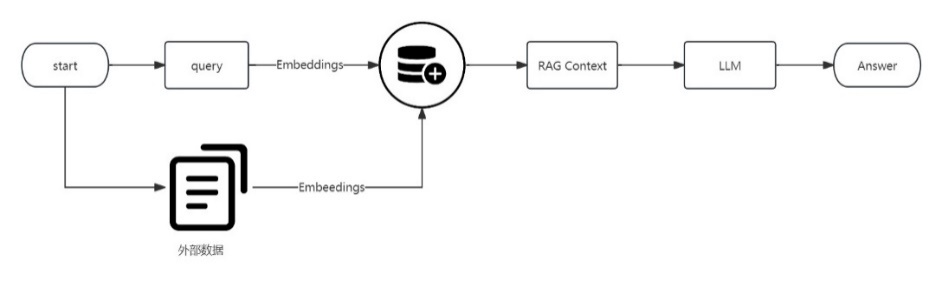 start
query
Embeddings
RAG Context
LLM
Answer
Embeedings
外部数据